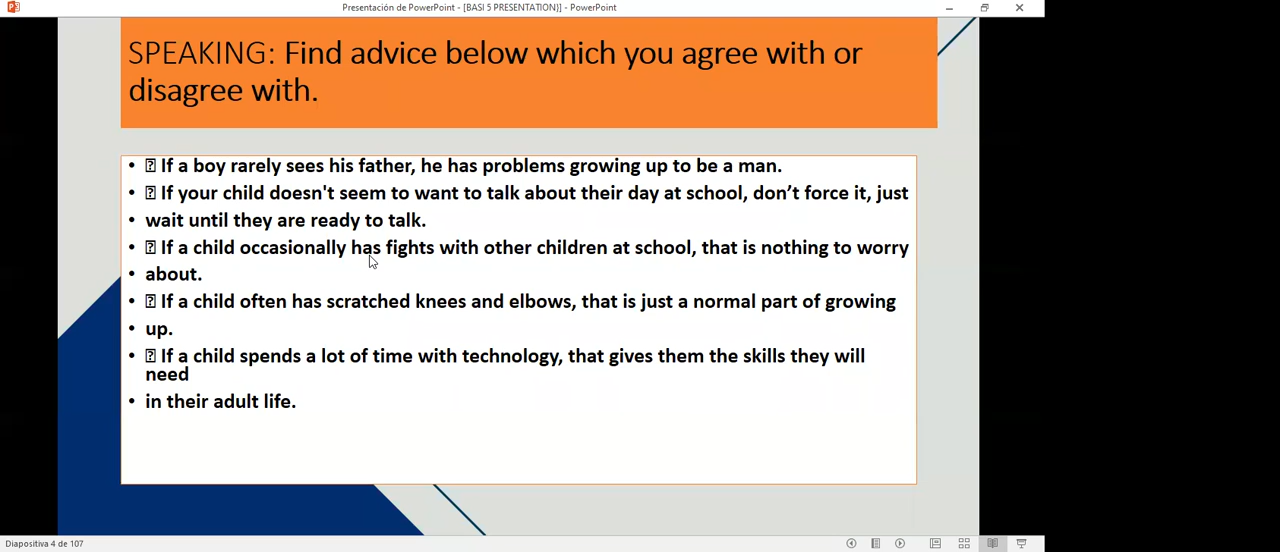 Presentación de PowerPoint - [BASI 5 PRESENTATION)] - PowerPoint
SPEAKING: Find advice below which you agree with or
disagree with.
• ⍰ If a boy rarely sees his father, he has problems growing up to be a man.
• ⍰ If your child doesn't seem to want to talk about their day at school, don’t force it, just
• wait until they are ready to talk.
• ⍰ If a child occasionally has fights with other children at school, that is nothing to worry
• about.
• ⍰ If a child often has scratched knees and elbows, that is just a normal part of growing
• up.
• ⍰ If a child spends a lot of time with technology, that gives them the skills they will
need
• in their adult life.
Diapositiva 4 de 107